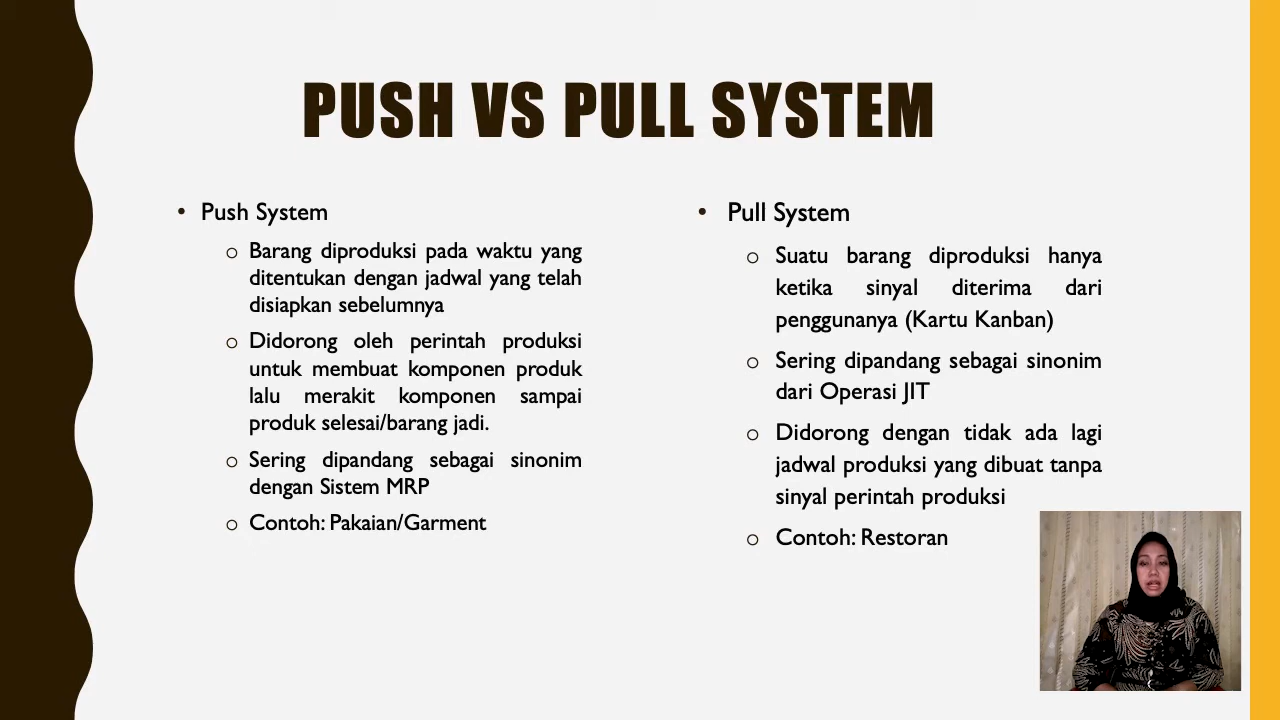 PUSH VS PULL SYSTEM
• Push System
o Barang diproduksi pada waktu yang
ditentukan dengan jadwal yang telah
disiapkan sebelumnya
o Didorong oleh perintah produksi
untuk membuat komponen produk
lalu merakit komponen sampai
produk selesai/barang jadi.
o Sering dipandang sebagai sinonim
dengan Sistem MRP
o Contoh: Pakaian/Garment
• Pull System
o Suatu barang diproduksi hanya
ketika sinyal diterima dari
penggunanya (Kartu Kanban)
o Sering dipandang sebagai sinonim
dari Operasi JIT
o Didorong dengan tidak ada lagi
jadwal produksi yang dibuat tanpa
sinyal perintah produksi
o Contoh: Restoran